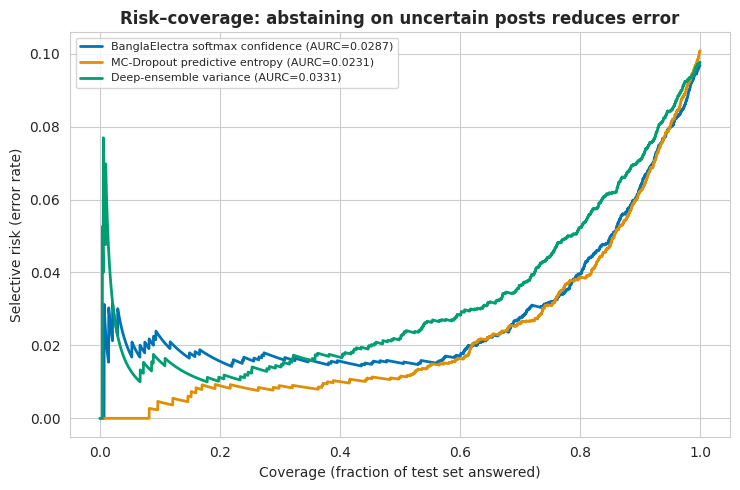 Risk–coverage: abstaining on uncertain posts reduces error
BanglaElectra softmax confidence (AURC=0.0287)
MC-Dropout predictive entropy (AURC=0.0231)
Deep-ensemble variance (AURC=0.0331)
Selective risk (error rate)
0.10
0.08
0.06
0.04
0.02
0.00
0.0 0.2 0.4 0.6 0.8 1.0
Coverage (fraction of test set answered)